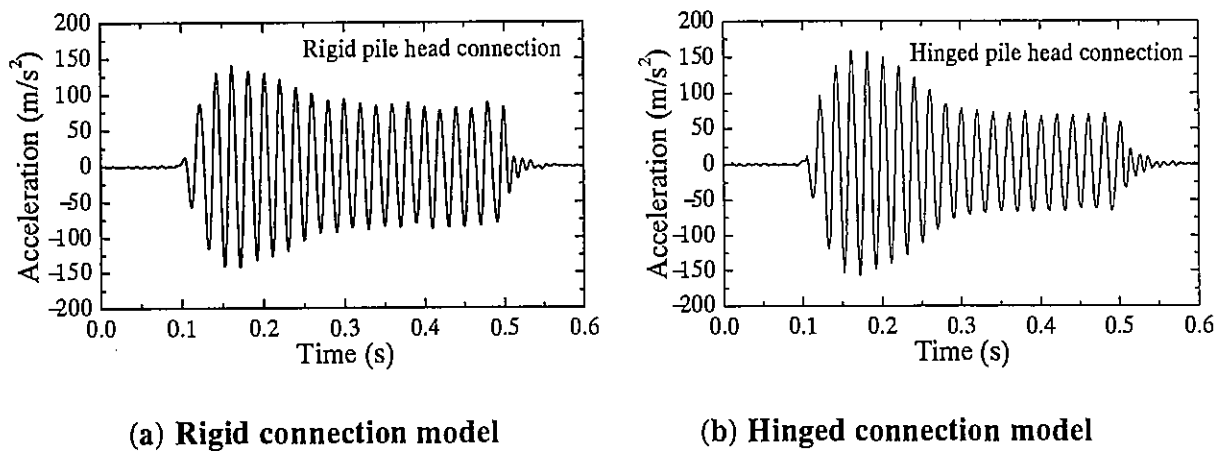 200
150
100
50
0
-50
-100
-150
-200
Acceleration (m/s²)
Rigid pile head connection
0.0 0.1 0.2 0.3 0.4 0.5 0.6
Time (s)
(a) Rigid connection model
200
150
100
50
0
-50
-100
-150
-200
Acceleration (m/s²)
Hinged pile head connection
0.0 0.1 0.2 0.3 0.4 0.5 0.6
Time (s)
(b) Hinged connection model